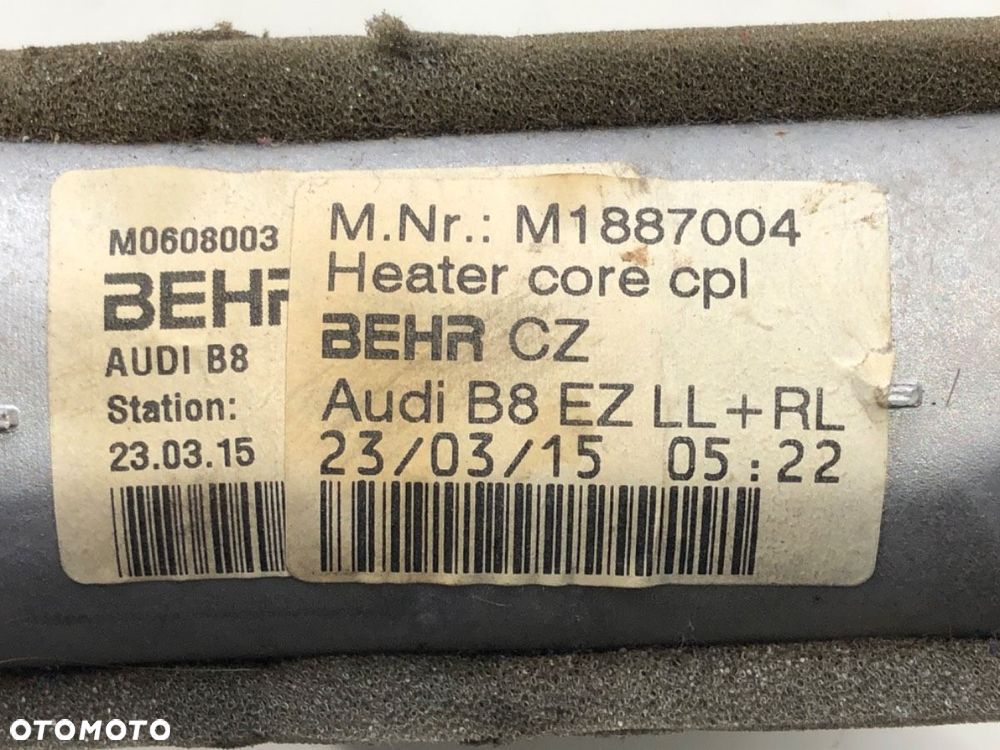 M0608003
BEHR
AUDI B8
Station:
23.03.15
M.Nr.: M1887004
Heater core cpl
BEHR CZ
Audi B8 EZ LL+RL
23/03/15 05:22
OTOMOTO